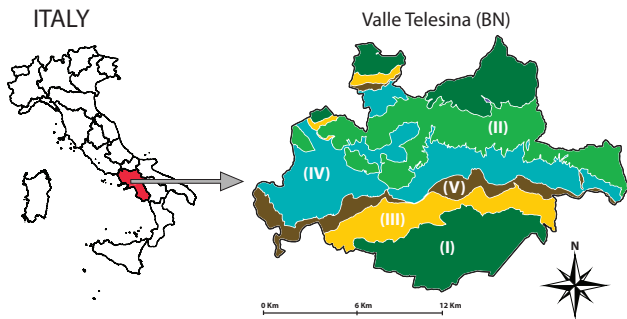 ITALY
Valle Telesina (BN)
(II)
(IV)
(V)
(III)
(I)
N
0 Km
6 Km
12 Km